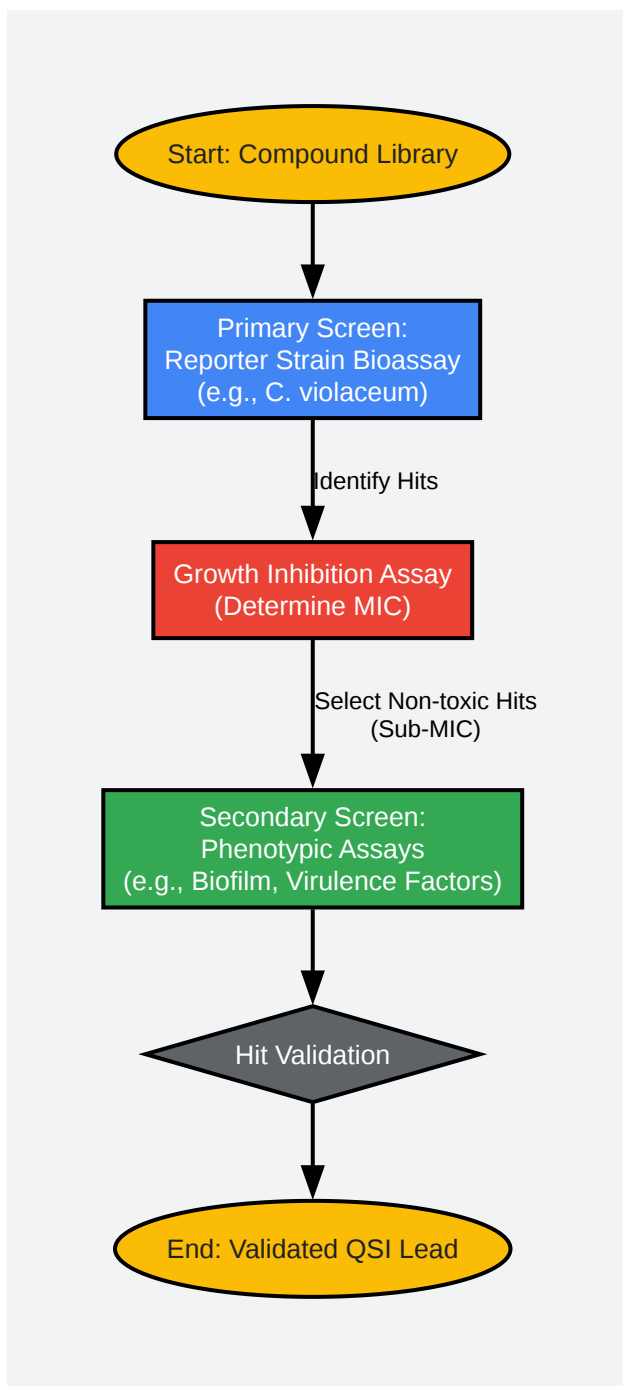 Start: Compound Library
Primary Screen:
Reporter Strain Bioassay
(e.g., C. violaceum)
Identify Hits
Growth Inhibition Assay
(Determine MIC)
Select Non-toxic Hits
(Sub-MIC)
Secondary Screen:
Phenotypic Assays
(e.g., Biofilm, Virulence Factors)
Hit Validation
End: Validated QSI Lead